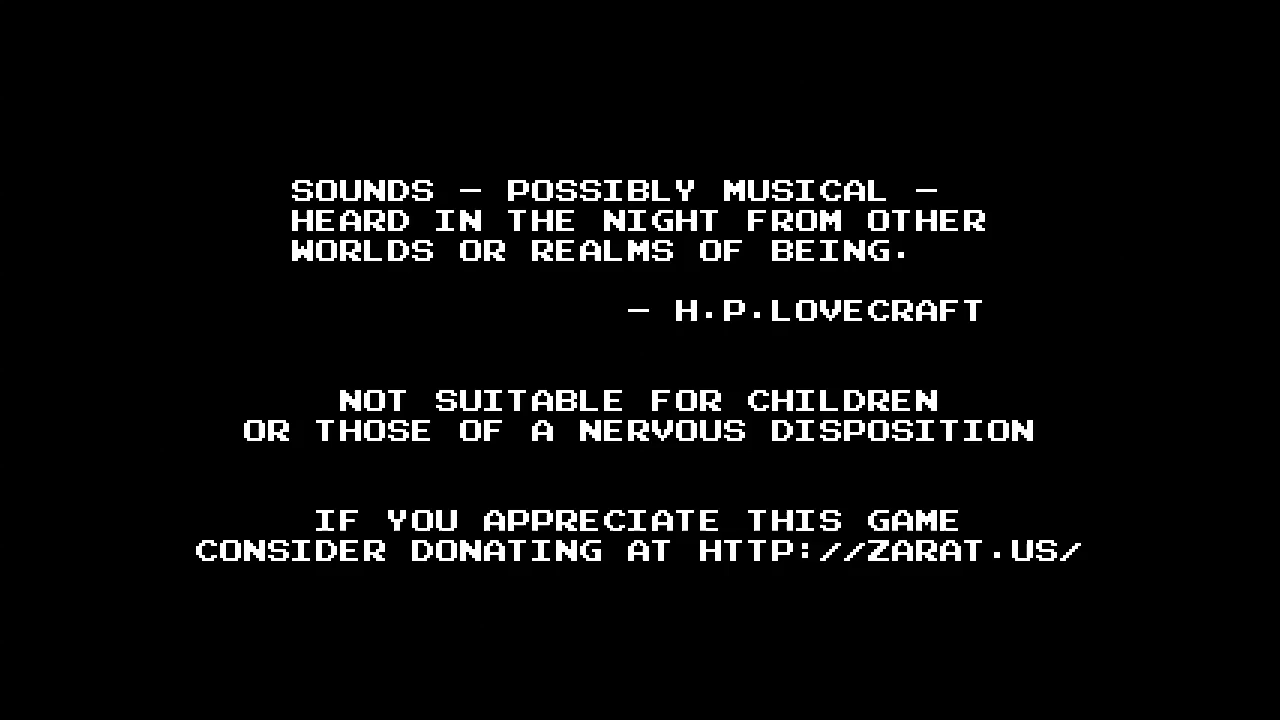 SOUNDS - POSSIBLY MUSICAL -
HEARD IN THE NIGHT FROM OTHER
WORLDS OR REALMS OF BEING.
- H.P.LOVECRAFT
NOT SUITABLE FOR CHILDREN
OR THOSE OF A NERVOUS DISPOSITION
IF YOU APPRECIATE THIS GAME
CONSIDER DONATING AT HTTP://ZARAT.US/